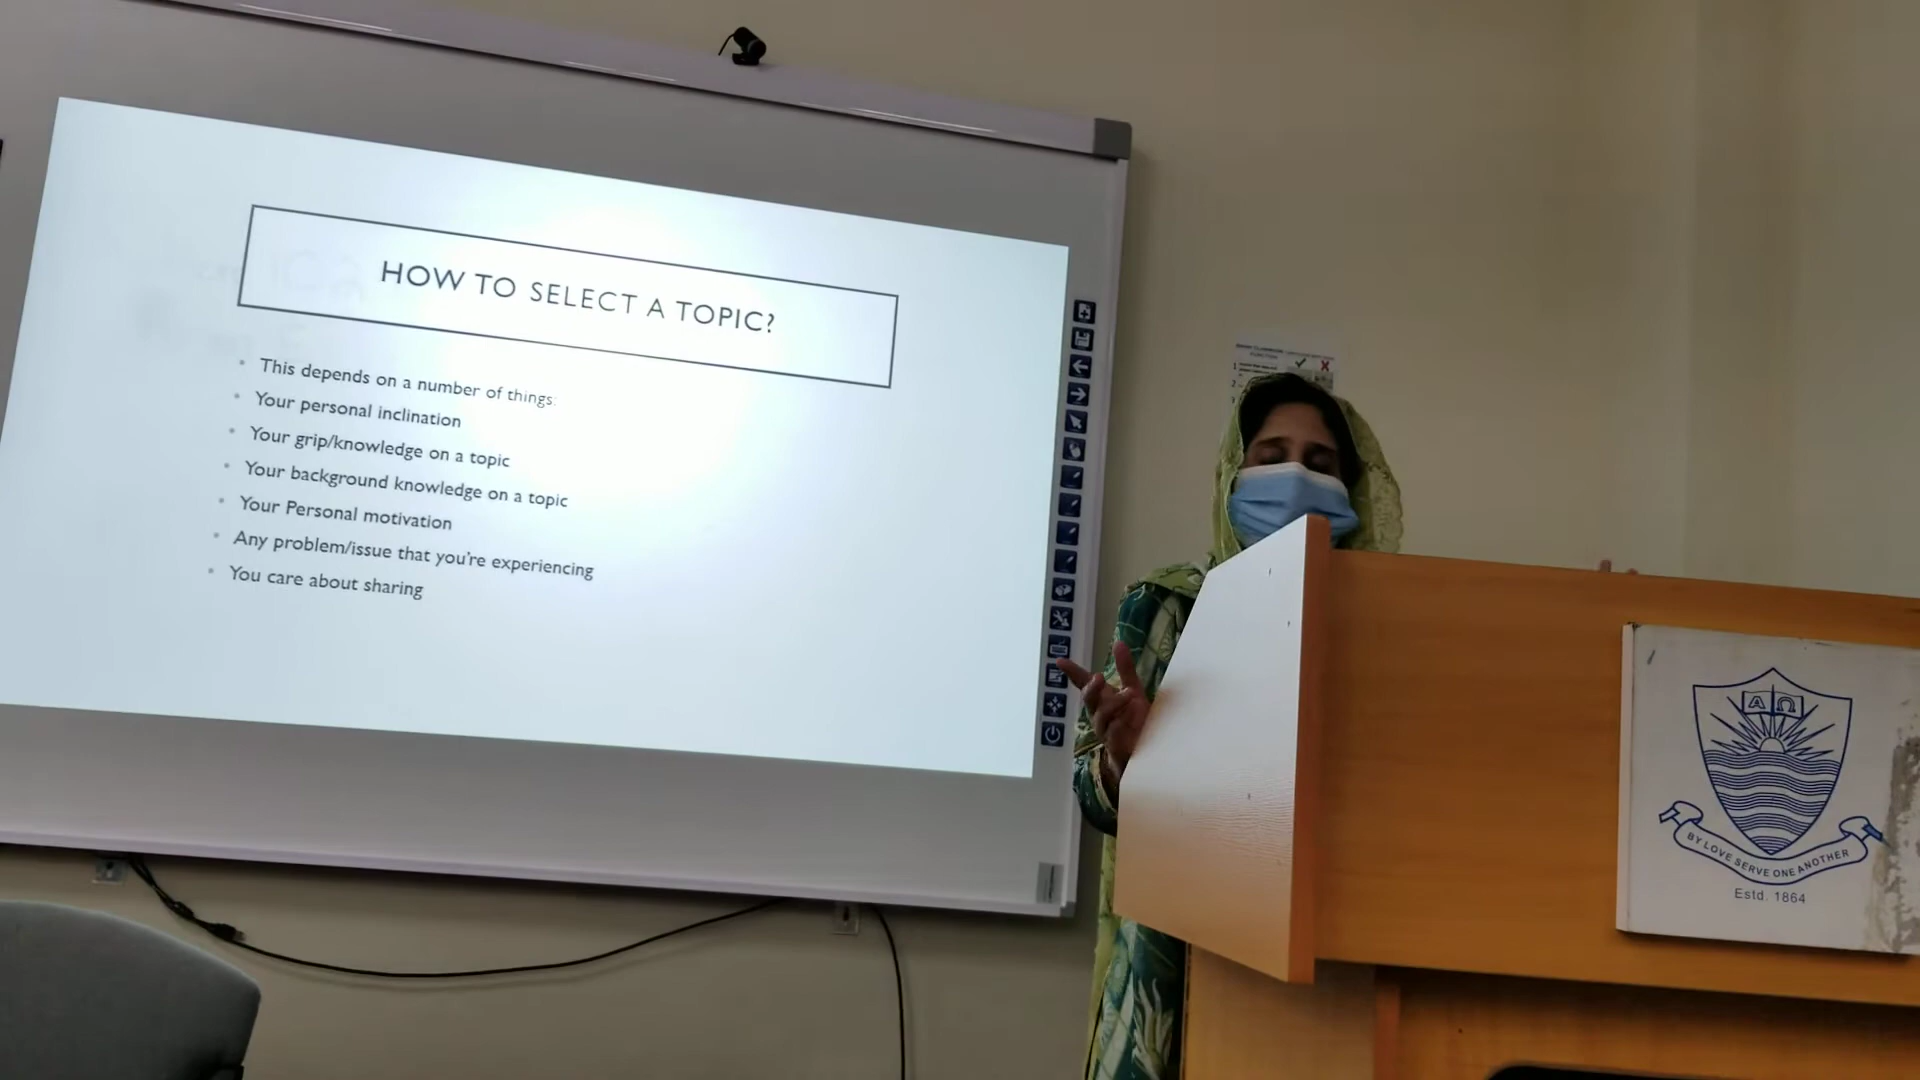 HOW TO SELECT A TOPIC?
This depends on a number of things:
Your personal inclination
Your grip/knowledge on a topic
Your background knowledge on a topic
Your Personal motivation
Any problem/issue that you're experiencing
You care about sharing
Α Ω
BY LOVE SERVE ONE ANOTHER
Estd. 1864